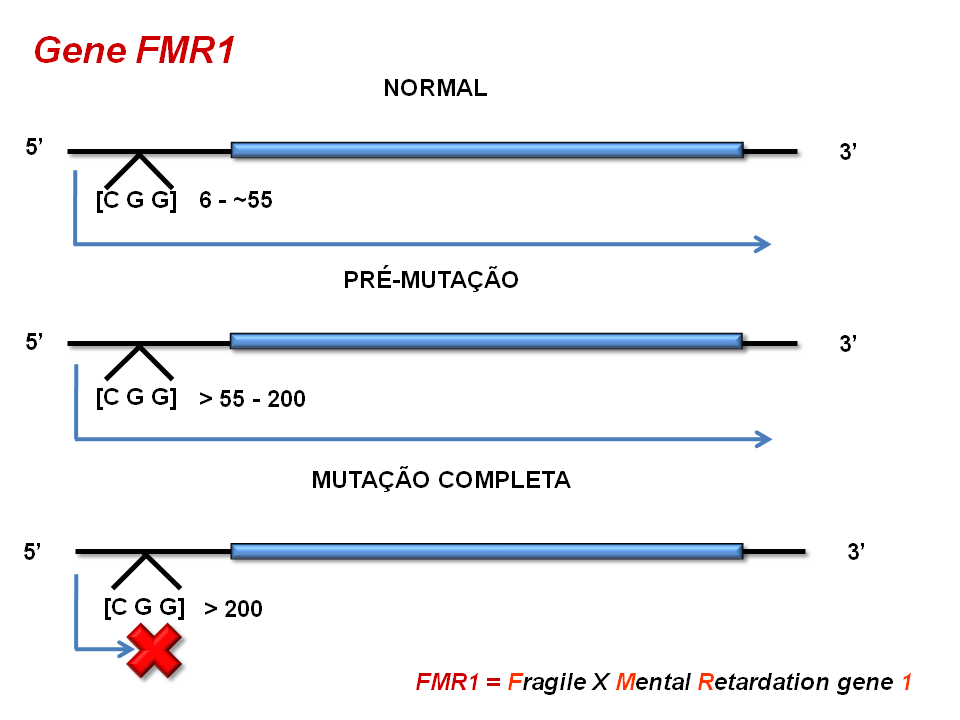 Gene FMR1
NORMAL
5’ 3’
[C G G] 6 - ~55
PRÉ-MUTAÇÃO
5’ 3’
[C G G] > 55 - 200
MUTAÇÃO COMPLETA
5’ 3’
[C G G] > 200
FMR1 = Fragile X Mental Retardation gene 1